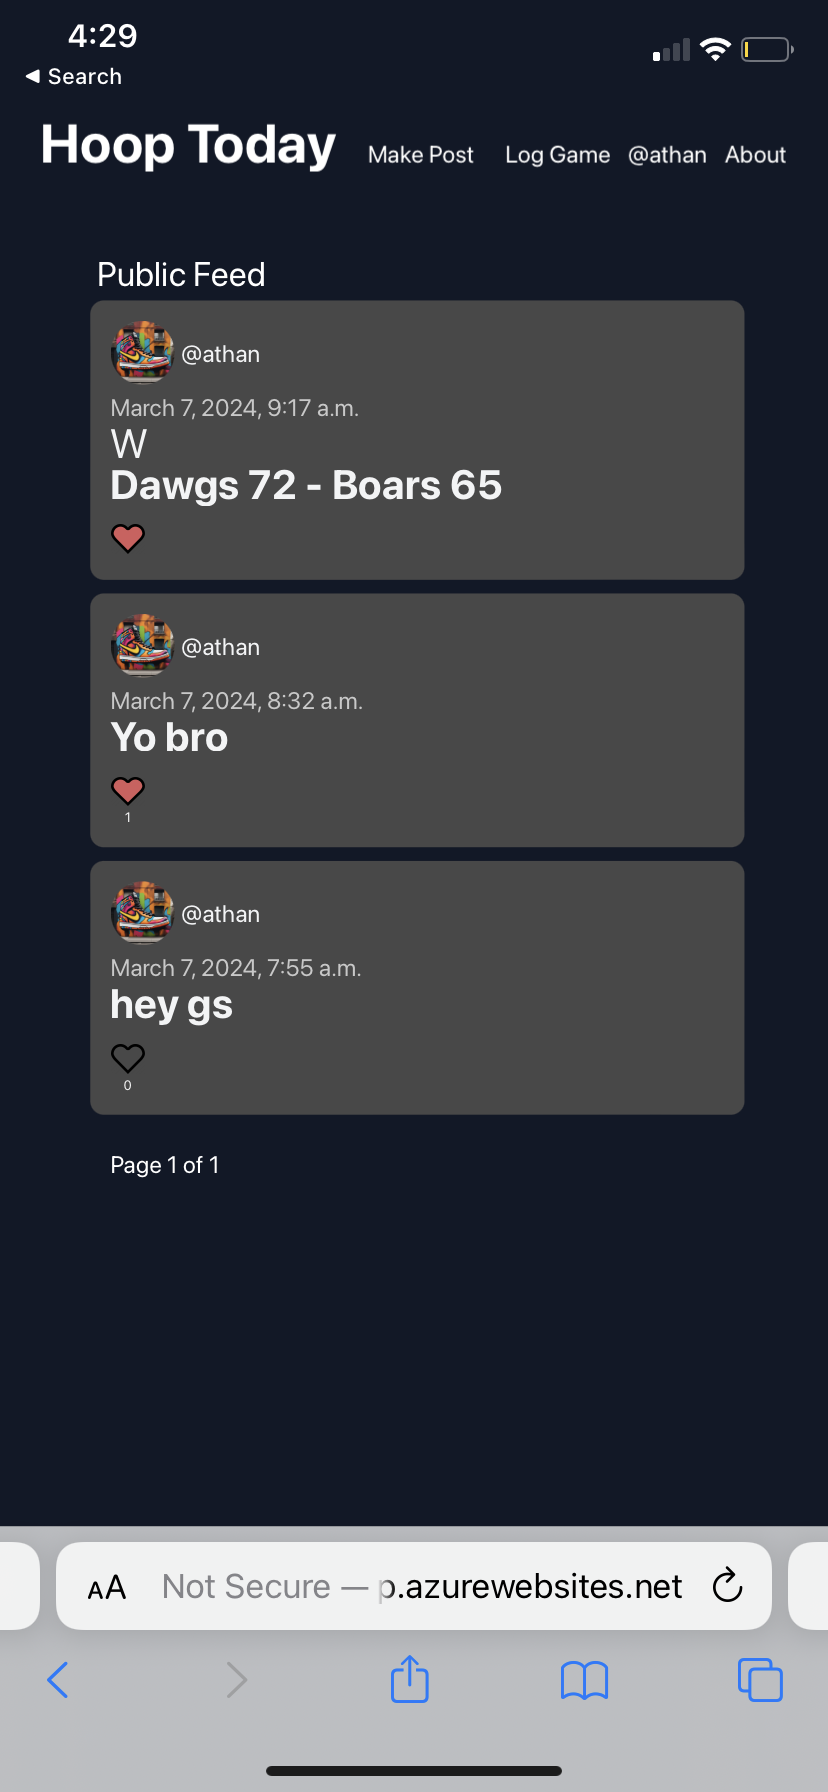 4:29
◀ Search
Hoop Today Make Post Log Game @athan About
Public Feed
@athan
March 7, 2024, 9:17 a.m.
W
Dawgs 72 - Boars 65
@athan
March 7, 2024, 8:32 a.m.
Yo bro
1
@athan
March 7, 2024, 7:55 a.m.
hey gs
0
Page 1 of 1
AA Not Secure — p.azurewebsites.net